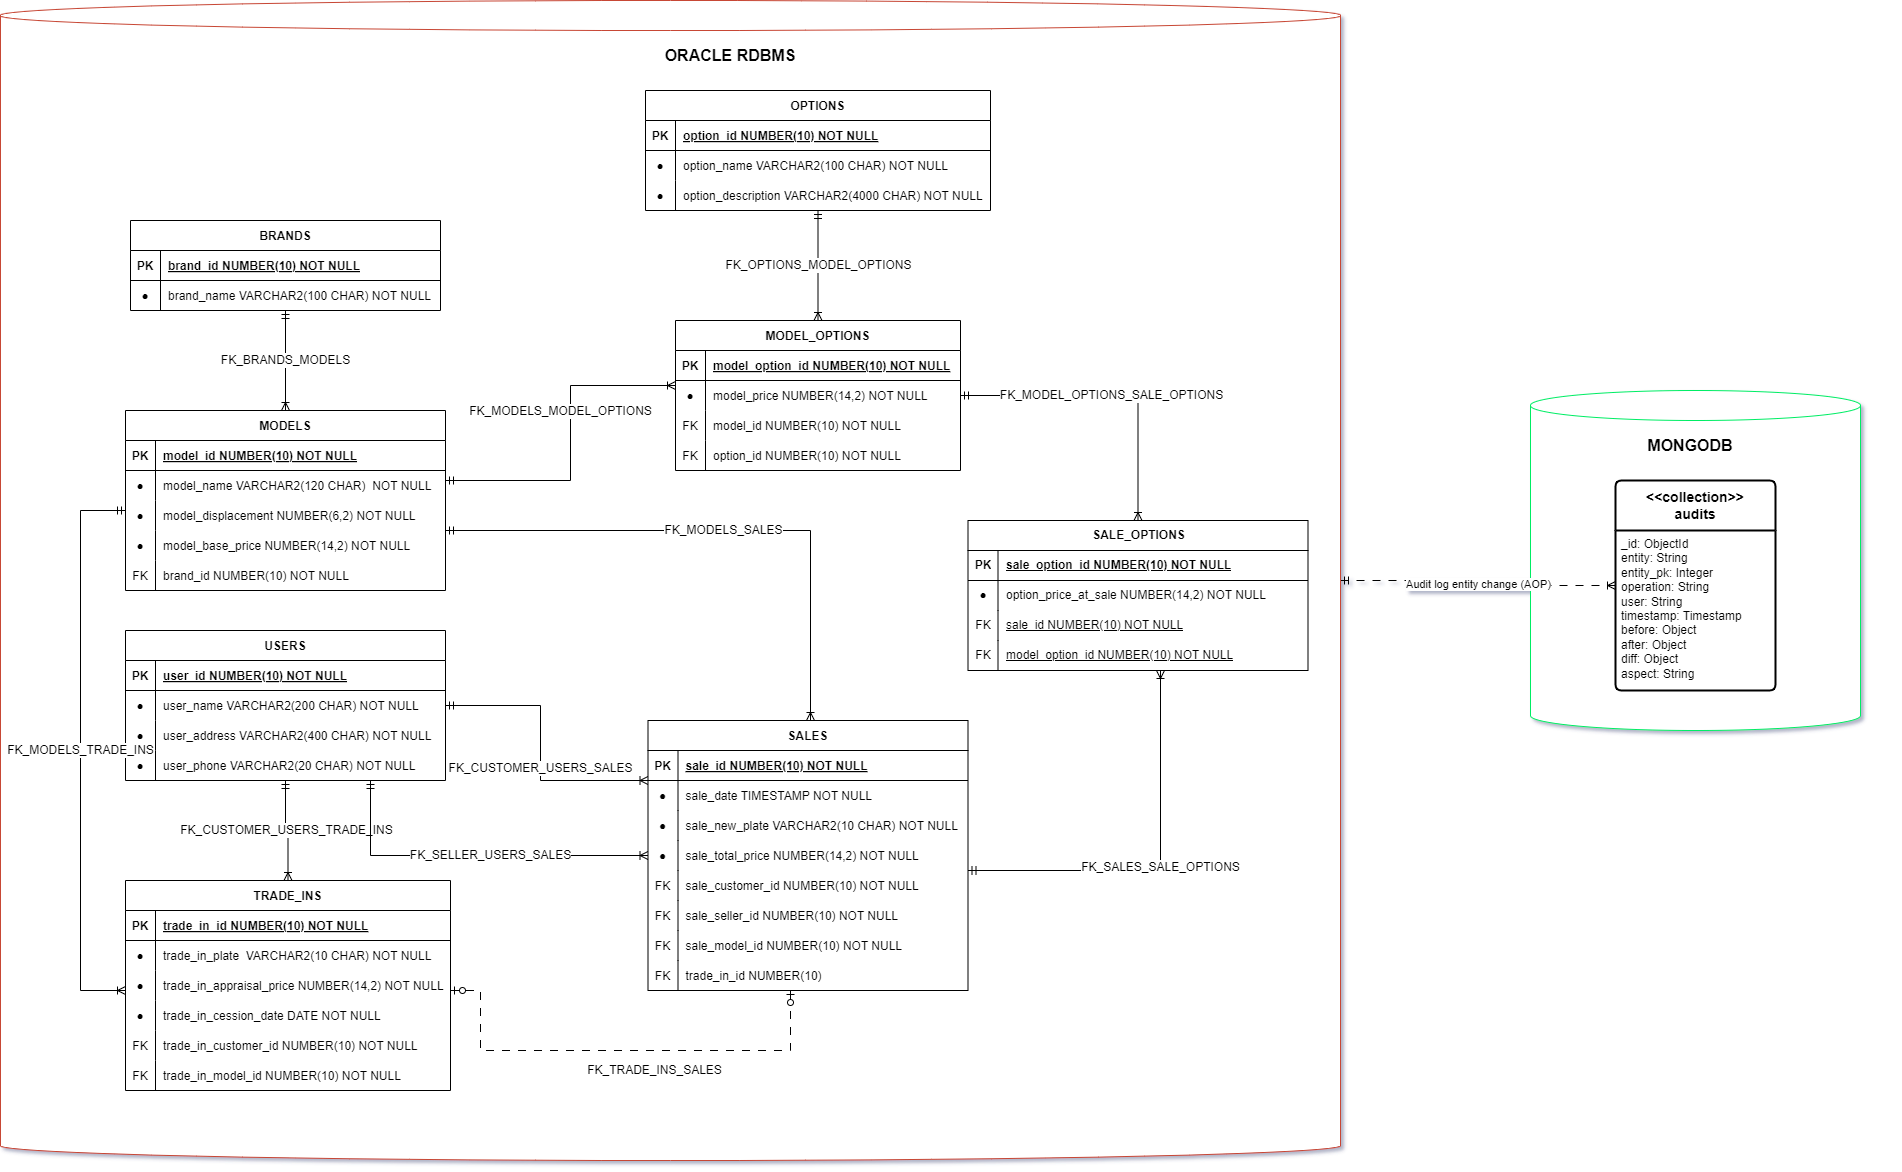 ORACLE RDBMS
OPTIONS
PK option_id NUMBER(10) NOT NULL
• option_name VARCHAR2(100 CHAR) NOT NULL
• option_description VARCHAR2(4000 CHAR) NOT NULL
BRANDS
PK brand_id NUMBER(10) NOT NULL
• brand_name VARCHAR2(100 CHAR) NOT NULL
FK_OPTIONS_MODEL_OPTIONS
FK_BRANDS_MODELS
MODEL_OPTIONS
PK model_option_id NUMBER(10) NOT NULL
• model_price NUMBER(14,2) NOT NULL
FK model_id NUMBER(10) NOT NULL
FK option_id NUMBER(10) NOT NULL
FK_MODELS_MODEL_OPTIONS
FK_MODEL_OPTIONS_SALE_OPTIONS
MODELS
PK model_id NUMBER(10) NOT NULL
• model_name VARCHAR2(120 CHAR)  NOT NULL
• model_displacement NUMBER(6,2) NOT NULL
• model_base_price NUMBER(14,2) NOT NULL
FK brand_id NUMBER(10) NOT NULL
FK_MODELS_SALES
SALE_OPTIONS
PK sale_option_id NUMBER(10) NOT NULL
• option_price_at_sale NUMBER(14,2) NOT NULL
FK sale_id NUMBER(10) NOT NULL
FK model_option_id NUMBER(10) NOT NULL
USERS
PK user_id NUMBER(10) NOT NULL
• user_name VARCHAR2(200 CHAR) NOT NULL
• user_address VARCHAR2(400 CHAR) NOT NULL
• user_phone VARCHAR2(20 CHAR) NOT NULL
FK_MODELS_TRADE_INS
FK_CUSTOMER_USERS_SALES
FK_CUSTOMER_USERS_TRADE_INS
FK_SELLER_USERS_SALES
SALES
PK sale_id NUMBER(10) NOT NULL
• sale_date TIMESTAMP NOT NULL
• sale_new_plate VARCHAR2(10 CHAR) NOT NULL
• sale_total_price NUMBER(14,2) NOT NULL
FK sale_customer_id NUMBER(10) NOT NULL
FK sale_seller_id NUMBER(10) NOT NULL
FK sale_model_id NUMBER(10) NOT NULL
FK trade_in_id NUMBER(10)
FK_SALES_SALE_OPTIONS
TRADE_INS
PK trade_in_id NUMBER(10) NOT NULL
• trade_in_plate  VARCHAR2(10 CHAR) NOT NULL
• trade_in_appraisal_price NUMBER(14,2) NOT NULL
• trade_in_cession_date DATE NOT NULL
FK trade_in_customer_id NUMBER(10) NOT NULL
FK trade_in_model_id NUMBER(10) NOT NULL
FK_TRADE_INS_SALES
Audit log entity change (AOP)
MONGODB
<<collection>>
audits
_id: ObjectId
entity: String
entity_pk: Integer
operation: String
user: String
timestamp: Timestamp
before: Object
after: Object
diff: Object
aspect: String